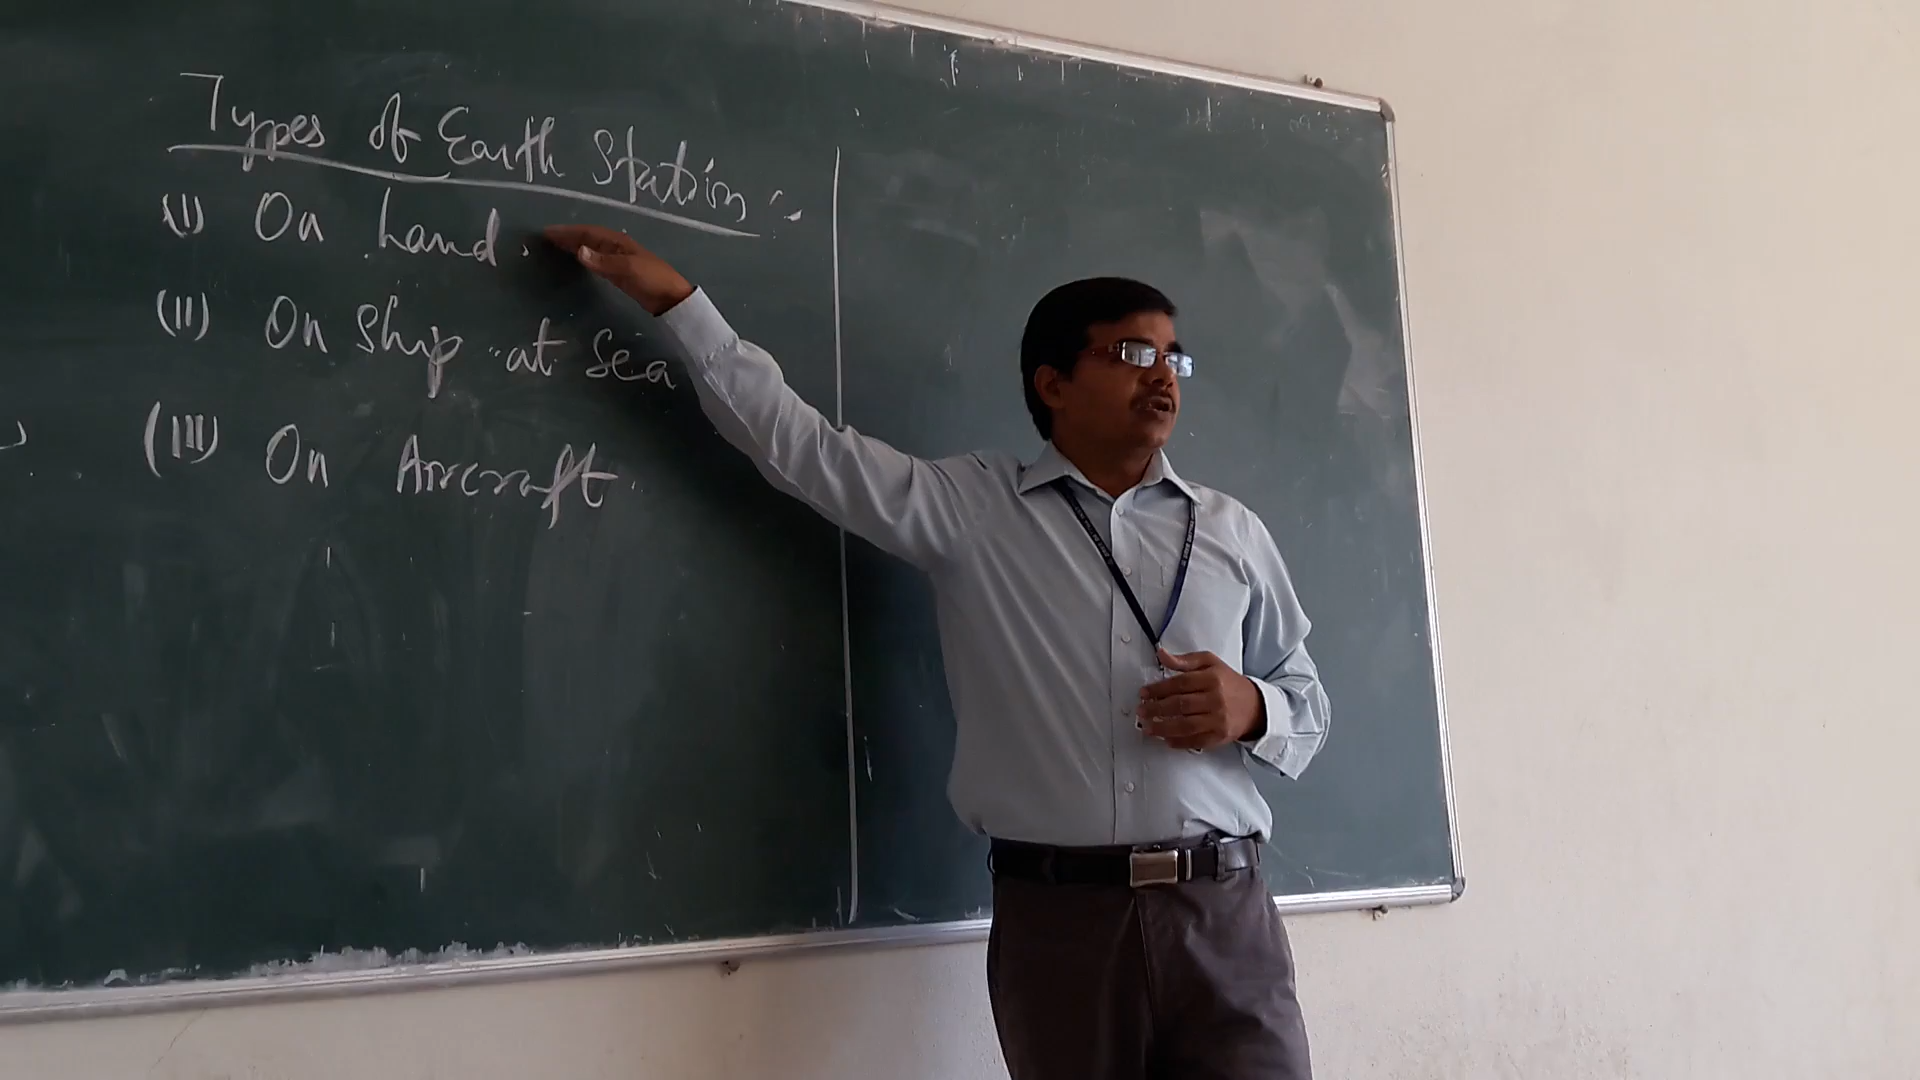 Types of Earth Station :-
(I) On Land.
(II) On Ship at Sea
(III) On Aircraft.